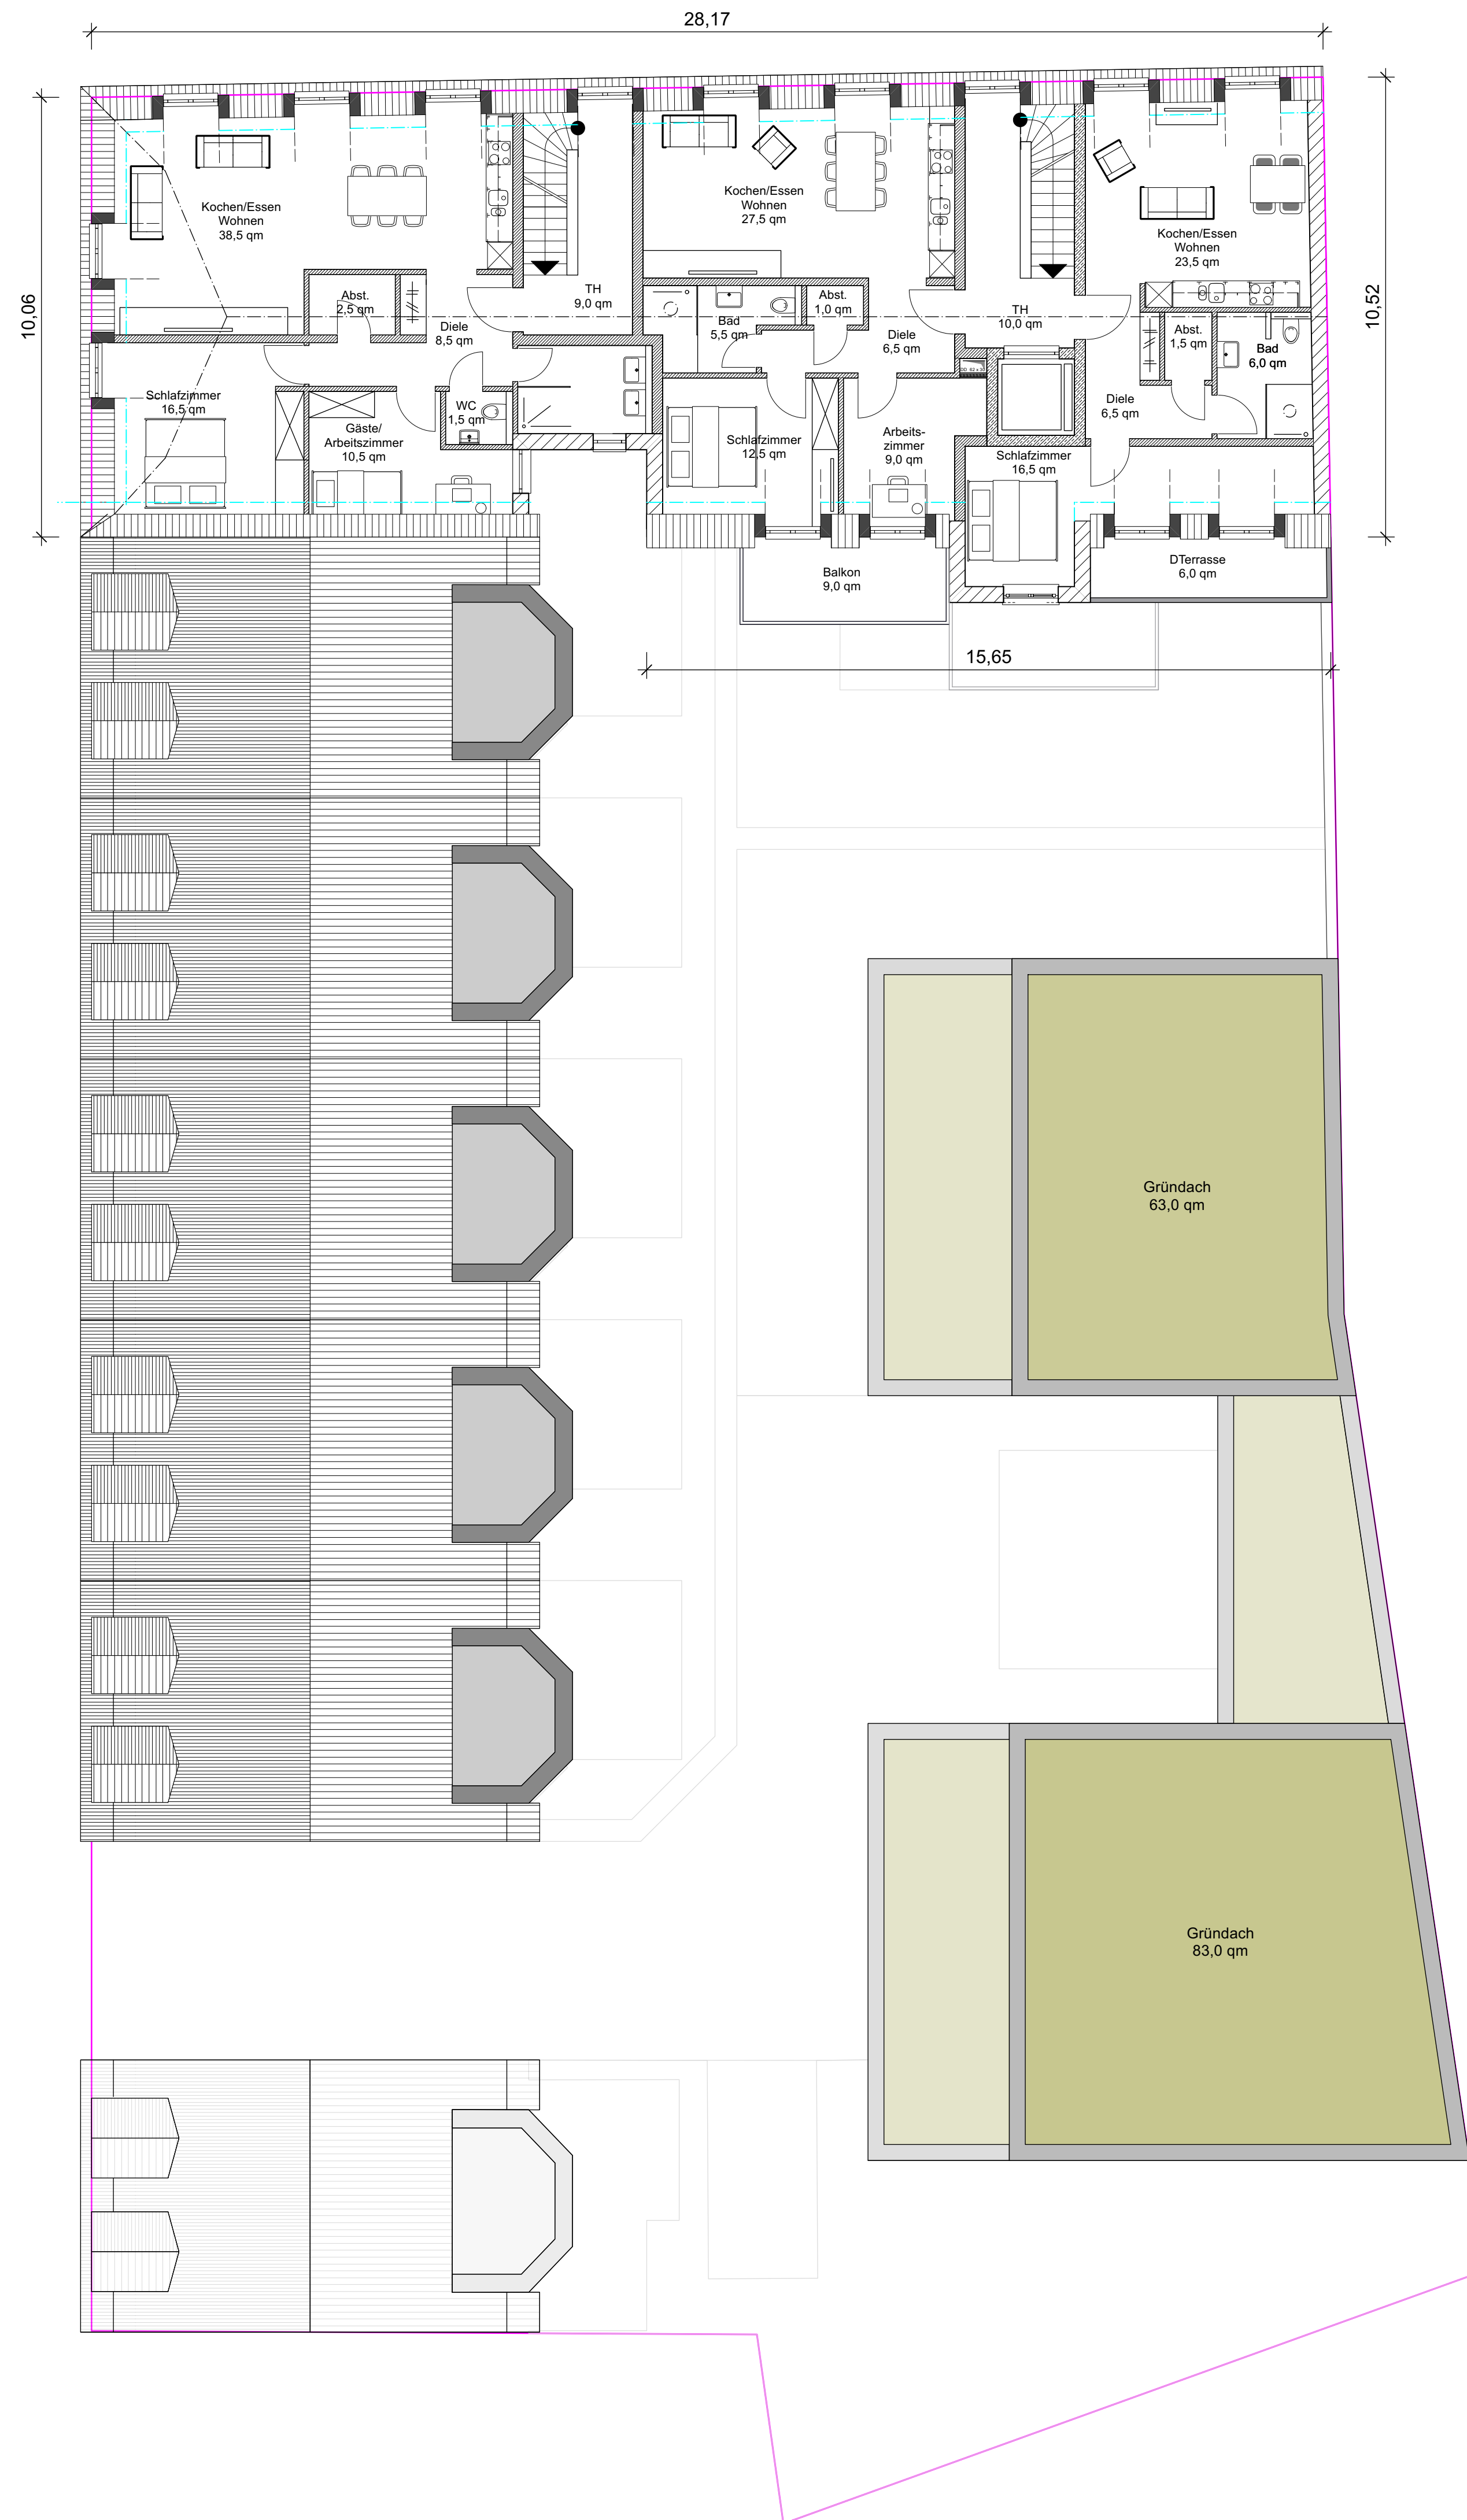 28,17
10,06
10,52
Kochen/Essen
Wohnen
38,5 qm
Kochen/Essen
Wohnen
27,5 qm
Kochen/Essen
Wohnen
23,5 qm
Abst.
2,5 qm
TH
9,0 qm
Diele
8,5 qm
Bad
5,5 qm
Abst.
1,0 qm
Diele
6,5 qm
TH
10,0 qm
Abst.
1,5 qm
Bad
6,0 qm
Schlafzimmer
16,5 qm
Gäste/
Arbeitszimmer
10,5 qm
WC
1,5 qm
Schlafzimmer
12,5 qm
Arbeits-
zimmer
9,0 qm
Schlafzimmer
16,5 qm
Diele
6,5 qm
Balkon
9,0 qm
DTerrasse
6,0 qm
15,65
Gründach
63,0 qm
Gründach
83,0 qm